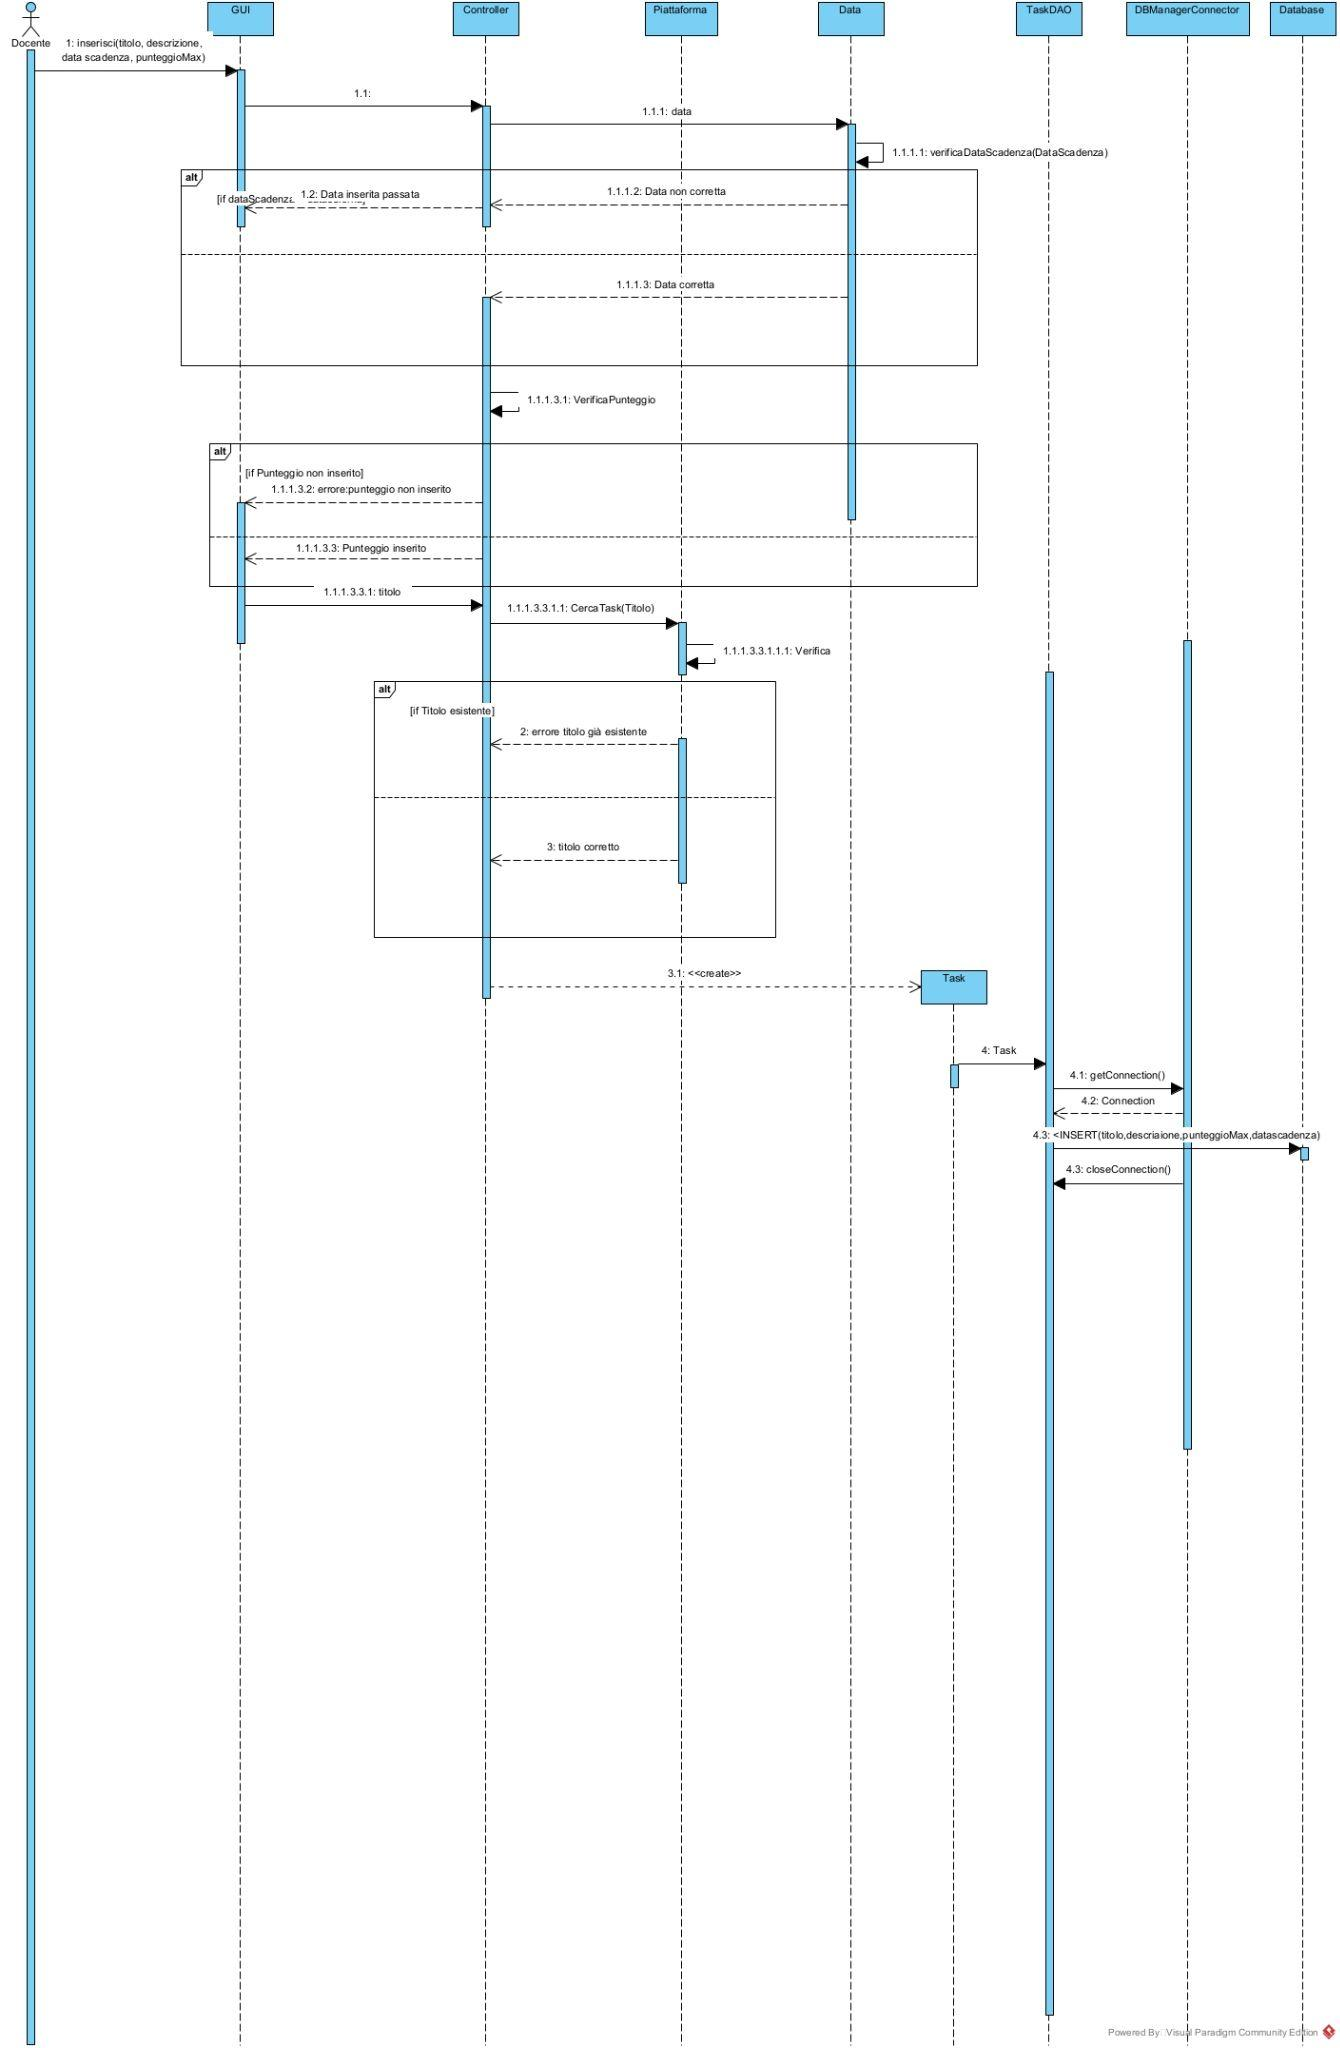 GUI
Controller
Piattaforma
Data
TaskDAO
DBManagerConnector
Database
Docente
1: inserisci(titolo, descrizione,
data scadenza, punteggioMax)
1.1:
1.1.1: data
1.1.1.1: verificaDataScadenza(DataScadenza)
alt
[if dataScadenza
1.2: Data inserita passata
1.1.1.2: Data non corretta
1.1.1.3: Data corretta
1.1.1.3.1: VerificaPunteggio
alt
[if Punteggio non inserito]
1.1.1.3.2: errore:punteggio non inserito
1.1.1.3.3: Punteggio inserito
1.1.1.3.3.1: titolo
1.1.1.3.3.1.1: CercaTask(Titolo)
1.1.1.3.3.1.1.1: Verifica
alt
[if Titolo esistente]
2: errore titolo già esistente
3: titolo corretto
3.1: <<create>>
Task
4: Task
4.1: getConnection()
4.2: Connection
4.3: <INSERT(titolo,descriaione,punteggioMax,datascadenza)
4.3: closeConnection()
Powered By Visual Paradigm Community Edition